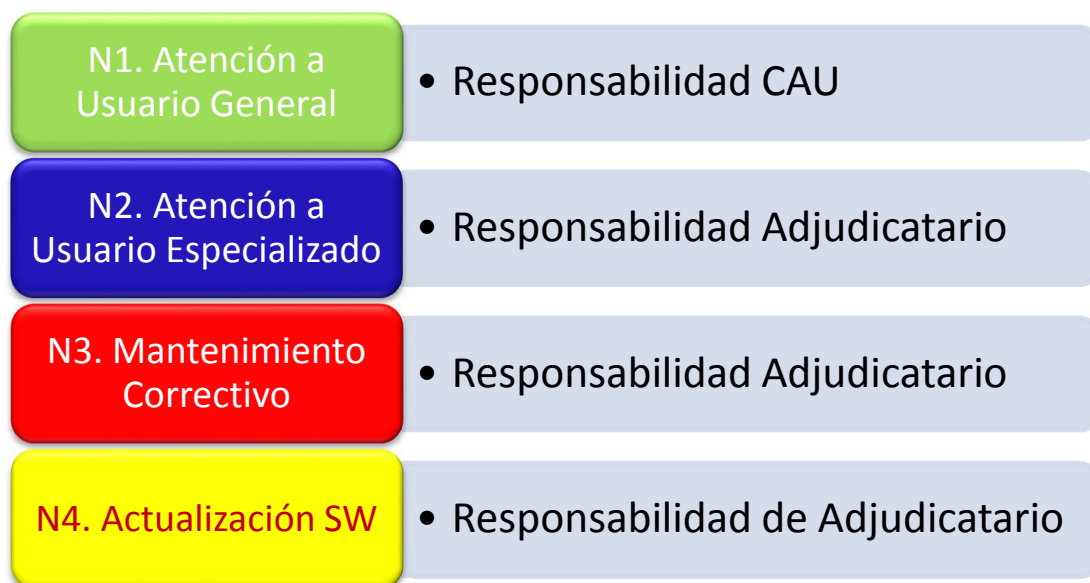 N1. Atención a
Usuario General
• Responsabilidad CAU
N2. Atención a
Usuario Especializado
• Responsabilidad Adjudicatario
N3. Mantenimiento
Correctivo
• Responsabilidad Adjudicatario
N4. Actualización SW
• Responsabilidad de Adjudicatario